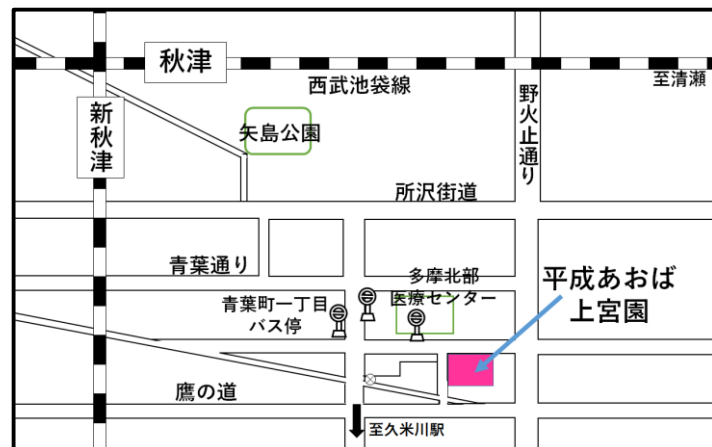 秋津
西武池袋線
至清瀬
新秋津
矢島公園
野火止通り
所沢街道
青葉通り
多摩北部
医療センター
平成あおば
上宮園
青葉町一丁目
バス停
鷹の道
至久米川駅